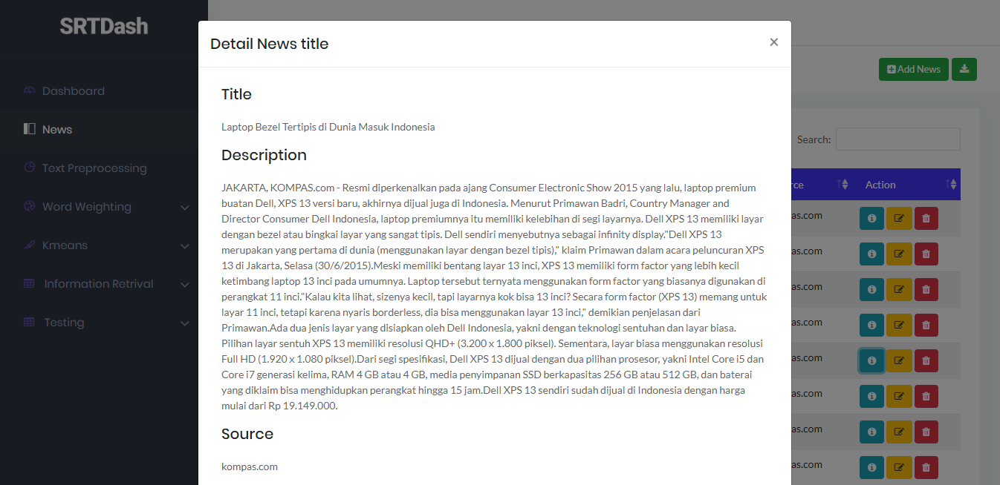 SRTDash
Dashboard
News
Text Preprocessing
Word Weighting
Kmeans
Information Retrival
Testing
Detail News title
×
Title
Laptop Bezel Tertipis di Dunia Masuk Indonesia
Description
JAKARTA, KOMPAS.com - Resmi diperkenalkan pada ajang Consumer Electronic Show 2015 yang lalu, laptop premium
buatan Dell, XPS 13 versi baru, akhirnya dijual juga di Indonesia. Menurut Primawan Badri, Country Manager and
Director Consumer Dell Indonesia, laptop premiumnya itu memiliki kelebihan di segi layarnya. Dell XPS 13 memiliki layar
dengan bezel atau bingkai layar yang sangat tipis. Dell sendiri menyebutnya sebagai infinity display."Dell XPS 13
merupakan yang pertama di dunia (menggunakan layar dengan bezel tipis)," klaim Primawan dalam acara peluncuran XPS
13 di Jakarta, Selasa (30/6/2015).Meski memiliki bentang layar 13 inci, XPS 13 memiliki form factor yang lebih kecil
ketimbang laptop 13 inci pada umumnya. Laptop tersebut ternyata menggunakan form factor yang biasanya digunakan di
perangkat 11 inci."Kalau kita lihat, sizenya kecil, tapi layarnya kok bisa 13 inci? Secara form factor (XPS 13) memang untuk
layar 11 inci, tetapi karena nyaris borderless, dia bisa menggunakan layar 13 inci," demikian penjelasan dari
Primawan.Ada dua jenis layar yang disiapkan oleh Dell Indonesia, yakni dengan teknologi sentuhan dan layar biasa.
Pilihan layar sentuh XPS 13 memiliki resolusi QHD+ (3.200 x 1.800 piksel). Sementara, layar biasa menggunakan resolusi
Full HD (1.920 x 1.080 piksel).Dari segi spesifikasi, Dell XPS 13 dijual dengan dua pilihan prosesor, yakni Intel Core i5 dan
Core i7 generasi kelima, RAM 4 GB atau 4 GB, media penyimpanan SSD berkapasitas 256 GB atau 512 GB, dan baterai
yang diklaim bisa menghidupkan perangkat hingga 15 jam.Dell XPS 13 sendiri sudah dijual di Indonesia dengan harga
mulai dari Rp 19.149.000.
Source
kompas.com
Add News
Search:
rce Action
as.com
as.com
as.com
as.com
as.com
as.com
as.com
as.com